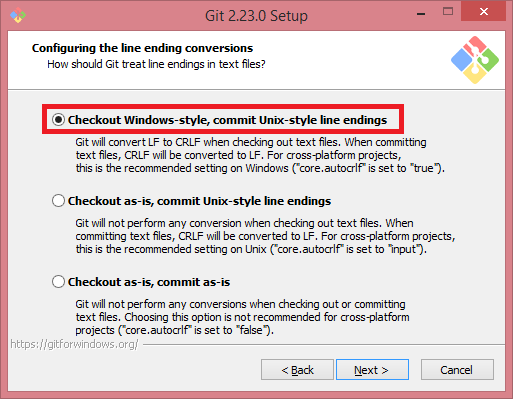 Git 2.23.0 Setup
Configuring the line ending conversions
How should Git treat line endings in text files?
Checkout Windows-style, commit Unix-style line endings
Git will convert LF to CRLF when checking out text files. When committing
text files, CRLF will be converted to LF. For cross-platform projects,
this is the recommended setting on Windows ("core.autocrlf" is set to "true").
Checkout as-is, commit Unix-style line endings
Git will not perform any conversion when checking out text files. When
committing text files, CRLF will be converted to LF. For cross-platform projects,
this is the recommended setting on Unix ("core.autocrlf" is set to "input").
Checkout as-is, commit as-is
Git will not perform any conversions when checking out or committing
text files. Choosing this option is not recommended for cross-platform
projects ("core.autocrlf" is set to "false").
https://gitforwindows.org/
< Back
Next >
Cancel